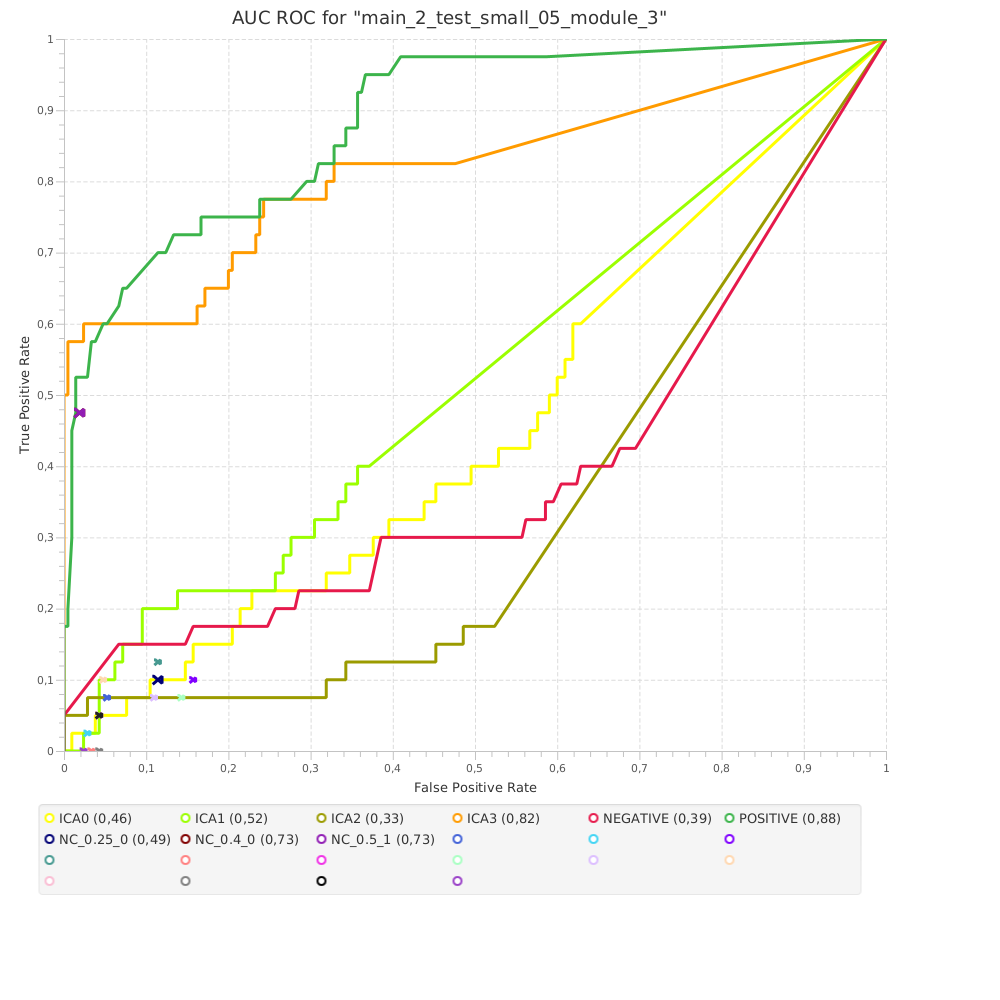 AUC ROC for "main_2_test_small_05_module_3"
1
0,9
0,8
0,7
0,6
0,5
0,4
0,3
0,2
0,1
0
True Positive Rate
0 0,1 0,2 0,3 0,4 0,5 0,6 0,7 0,8 0,9 1
False Positive Rate
ICA0 (0,46) ICA1 (0,52) ICA2 (0,33) ICA3 (0,82) NEGATIVE (0,39) POSITIVE (0,88)
NC_0.25_0 (0,49) NC_0.4_0 (0,73) NC_0.5_1 (0,73)